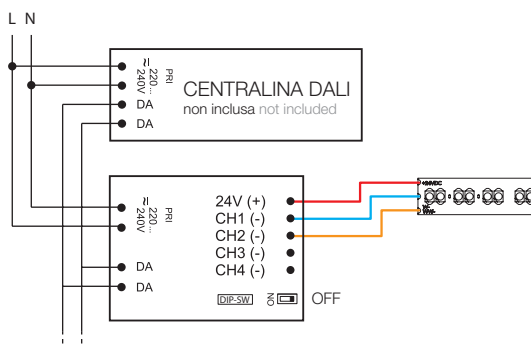 L N
PRI
220...
240V
≂
DA
DA
CENTRALINA DALI
non inclusa not included
PRI
220...
240V
≂
DA
DA
24V (+)
CH1 (-)
CH2 (-)
CH3 (-)
CH4 (-)
DIP-SW
ON
OFF
+24VDC